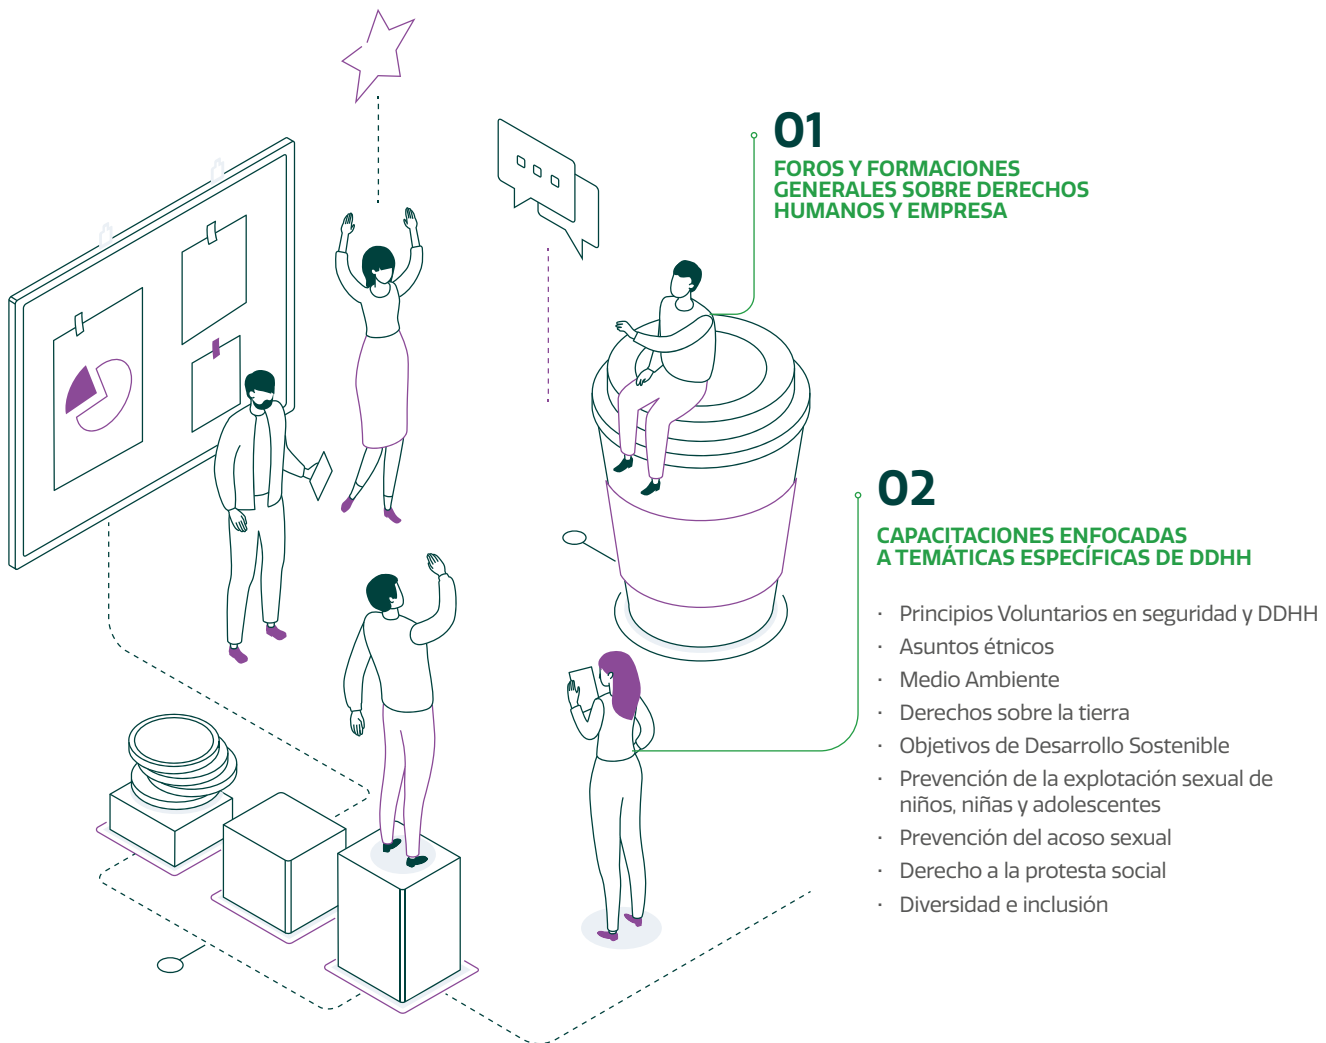 01
FOROS Y FORMACIONES
GENERALES SOBRE DERECHOS
HUMANOS Y EMPRESA
02
CAPACITACIONES ENFOCADAS
A TEMÁTICAS ESPECÍFICAS DE DDHH
· Principios Voluntarios en seguridad y DDHH
· Asuntos étnicos
· Medio Ambiente
· Derechos sobre la tierra
· Objetivos de Desarrollo Sostenible
· Prevención de la explotación sexual de
niños, niñas y adolescentes
· Prevención del acoso sexual
· Derecho a la protesta social
· Diversidad e inclusión